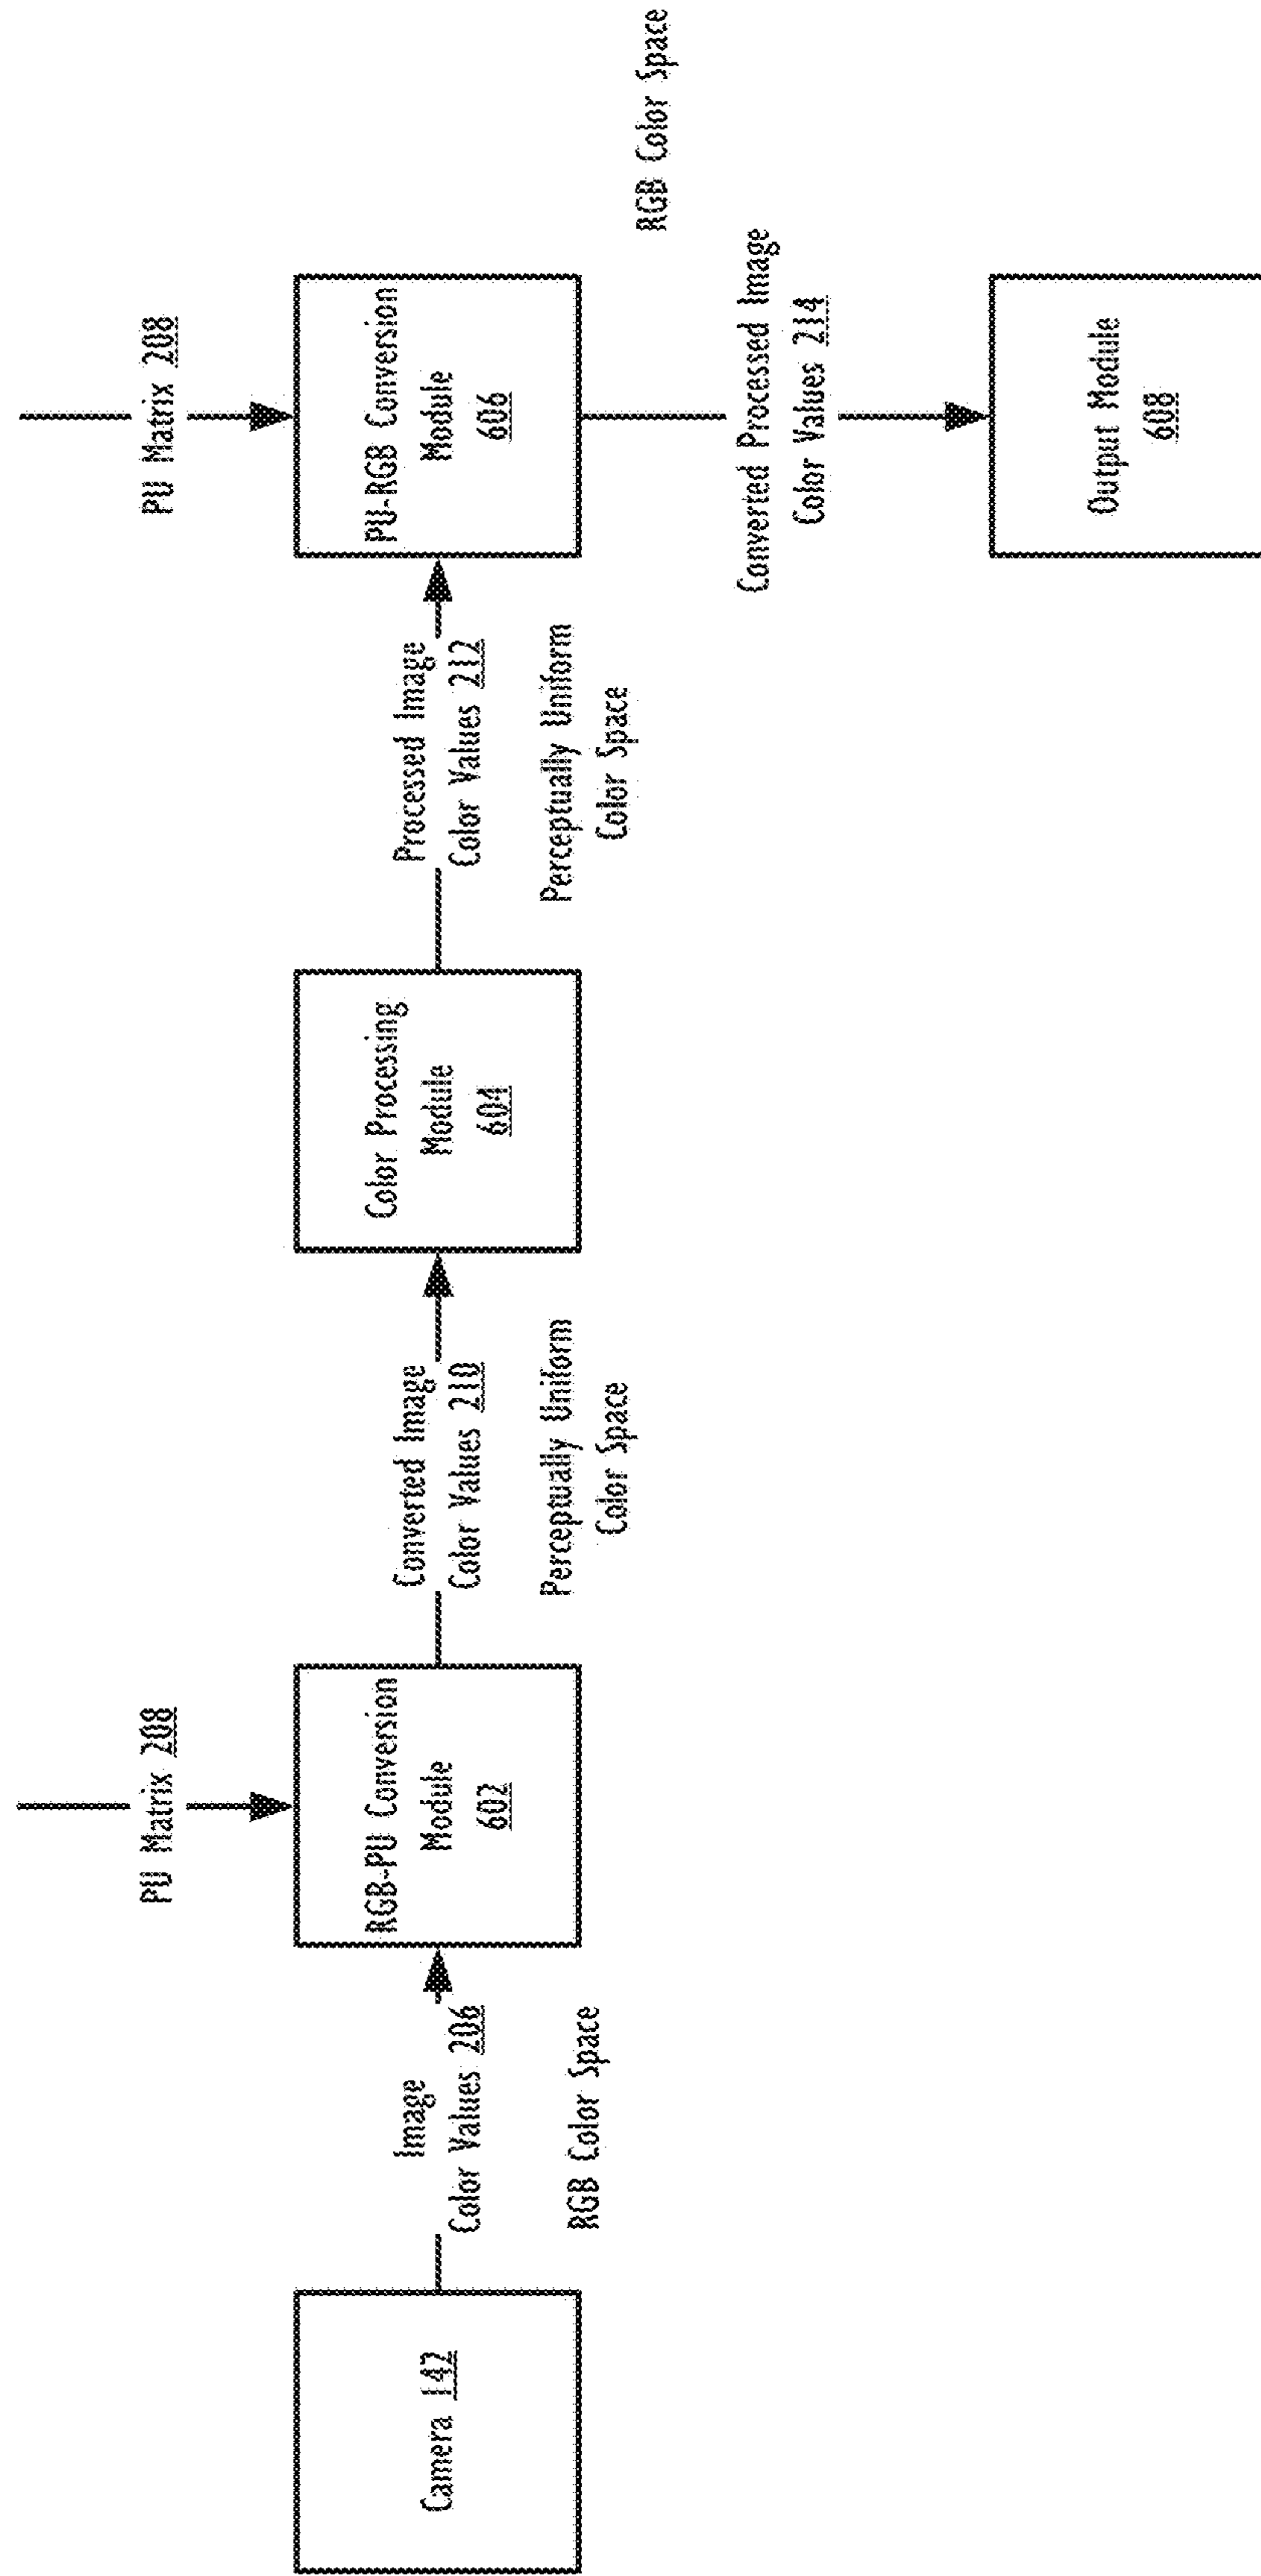 PU Matrix 208
PU Matrix 208
Camera 142
Image
Color Values 206
RGB Color Space
RGB-PU Conversion
Module
602
Converted Image
Color Values 210
Perceptually Uniform
Color Space
Color Processing
Module
604
Processed Image
Color Values 212
Perceptually Uniform
Color Space
PU-RGB Conversion
Module
606
Converted Processed Image
Color Values 214
RGB Color Space
Output Module
608